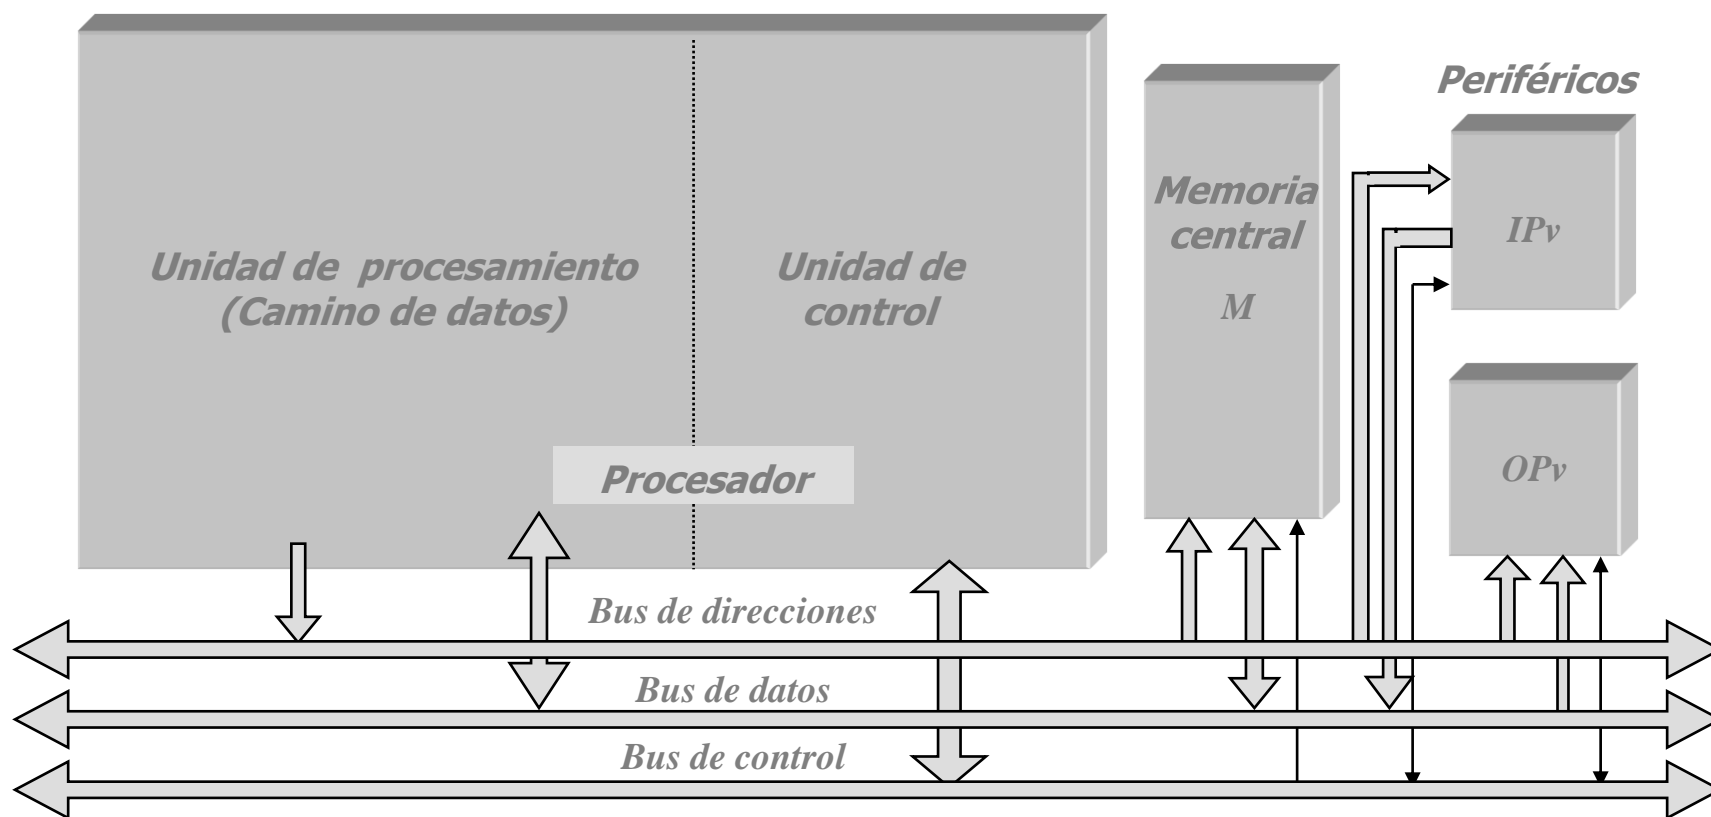 Unidad de procesamiento
(Camino de datos)
Unidad de
control
Procesador
Memoria
central
M
Periféricos
IPv
OPv
Bus de direcciones
Bus de datos
Bus de control